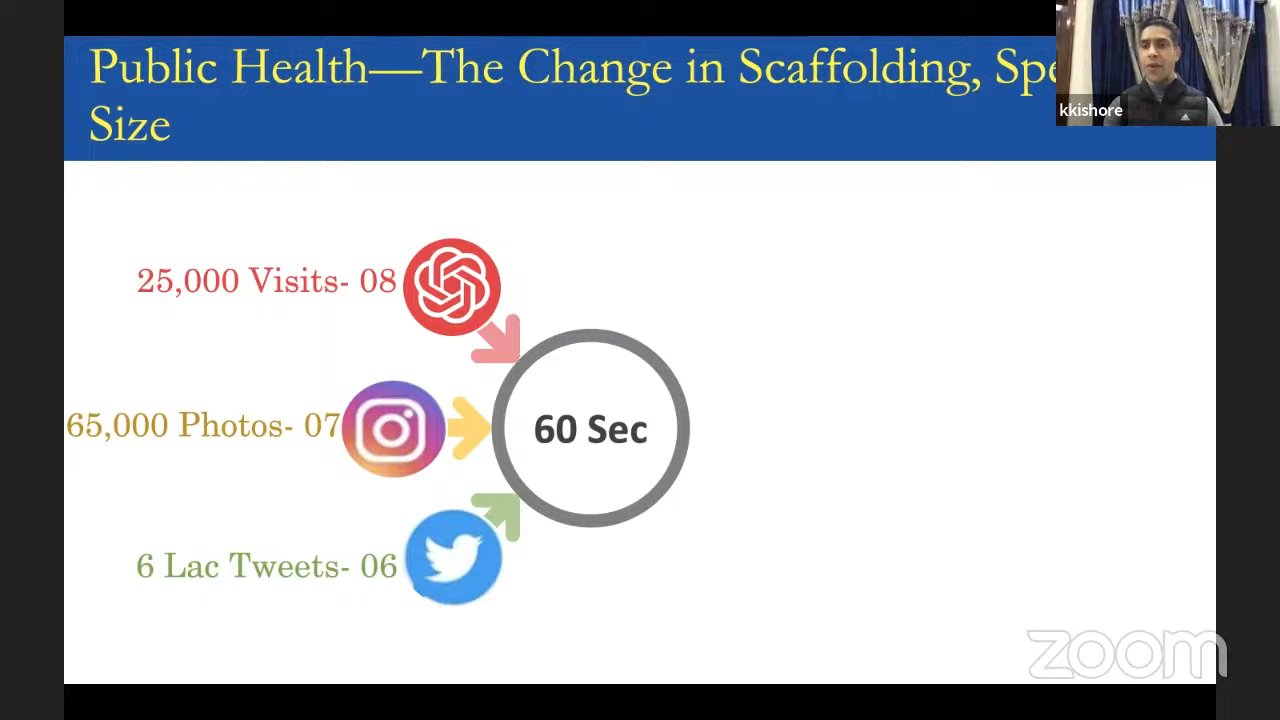 Public Health—The Change in Scaffolding,
Size
kkishore
25,000 Visits- 08
65,000 Photos- 07
60 Sec
6 Lac Tweets- 06
zoom